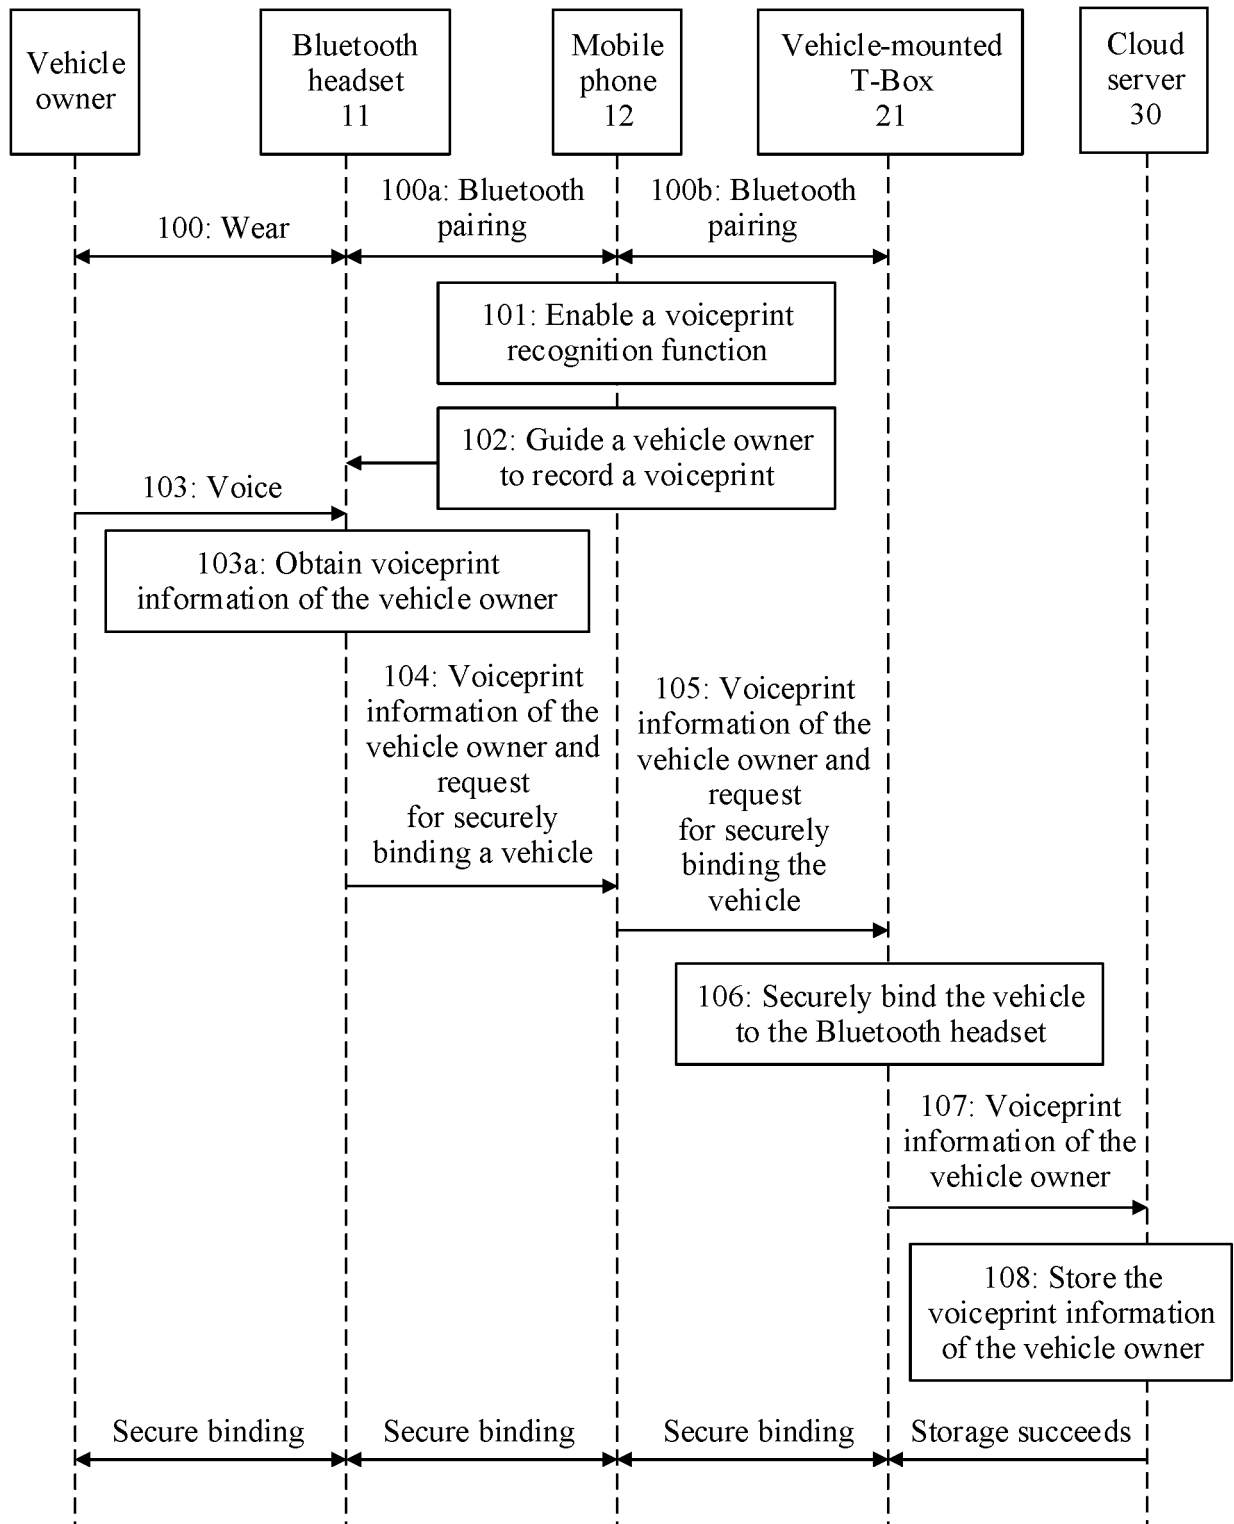 Vehicle
owner
Bluetooth
headset
11
Mobile
phone
12
Vehicle-mounted
T-Box
21
Cloud
server
30
100: Wear
100a: Bluetooth
pairing
100b: Bluetooth
pairing
101: Enable a voiceprint
recognition function
102: Guide a vehicle owner
to record a voiceprint
103: Voice
103a: Obtain voiceprint
information of the vehicle owner
104: Voiceprint
information of the
vehicle owner and
request
for securely
binding a vehicle
105: Voiceprint
information of the
vehicle owner and
request
for securely
binding the
vehicle
106: Securely bind the vehicle
to the Bluetooth headset
107: Voiceprint
information of the
vehicle owner
108: Store the
voiceprint information
of the vehicle owner
Secure binding
Secure binding
Secure binding
Storage succeeds